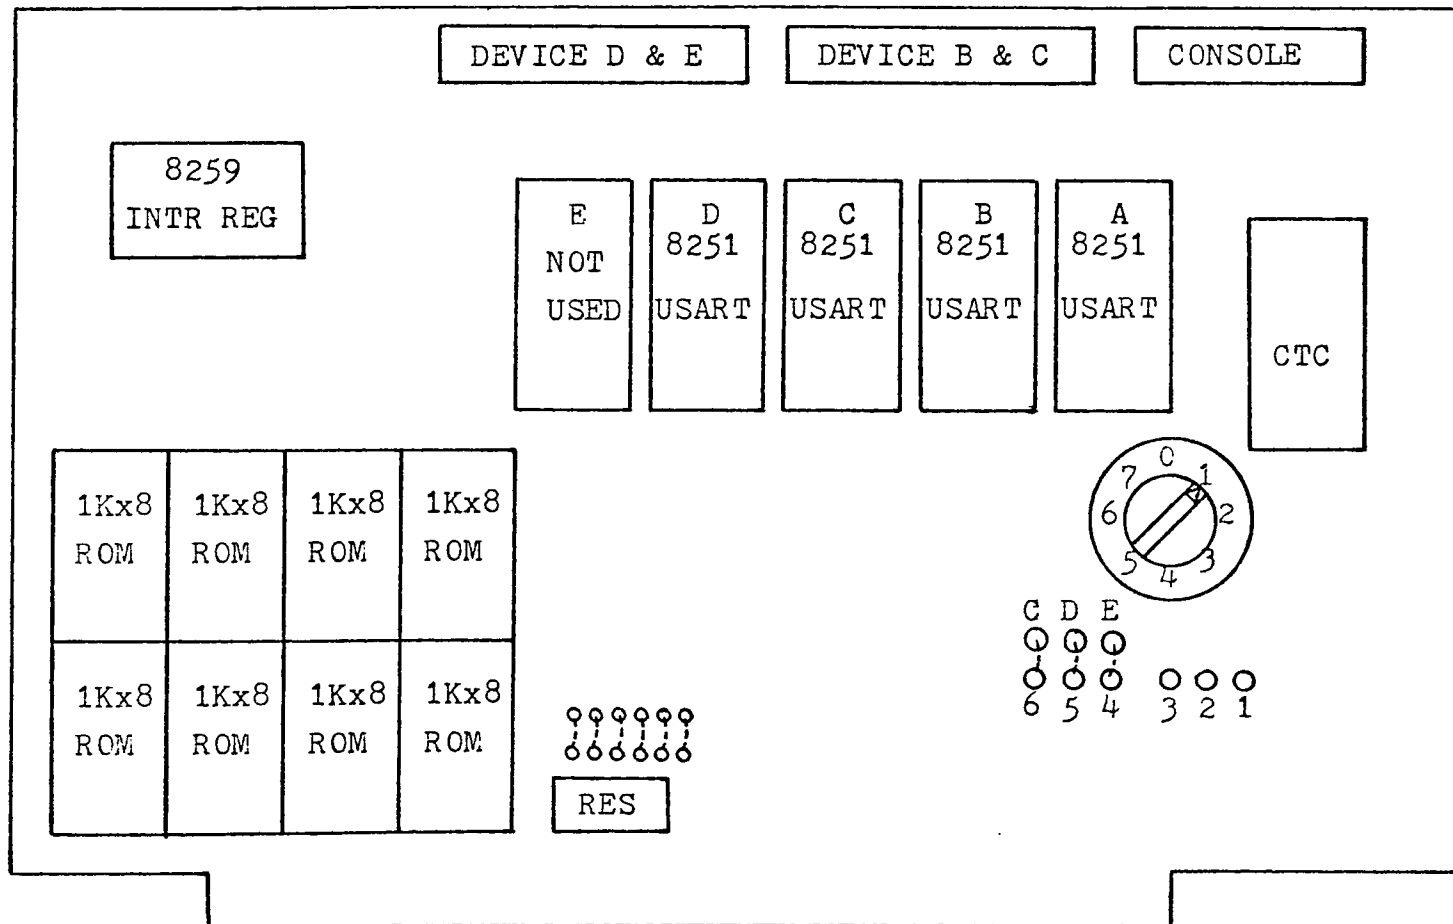 DEVICE D & E
DEVICE B & C
CONSOLE
8259
INTR REG
E
NOT
USED
D
8251
USART
C
8251
USART
B
8251
USART
A
8251
USART
CTC
0
1
2
3
4
5
6
7
1Kx8
ROM
1Kx8
ROM
1Kx8
ROM
1Kx8
ROM
1Kx8
ROM
1Kx8
ROM
1Kx8
ROM
1Kx8
ROM
C D E
6 5 4 3 2 1
RES